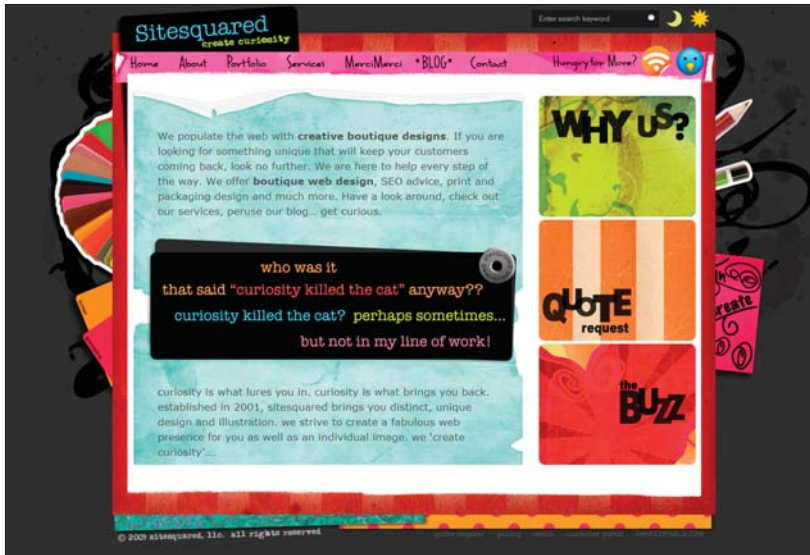 Sitesquared
create curiosity
Enter search keyword
Home About Portfolio Services MerciMerci *BLOG* Contact Hungry for More?
We populate the web with creative boutique designs. If you are
looking for something unique that will keep your customers
coming back, look no further. We are here to help every step of
the way. We offer boutique web design, SEO advice, print and
packaging design and much more. Have a look around, check out
our services, peruse our blog... get curious.
WHY US?
who was it
that said "curiosity killed the cat" anyway??
curiosity killed the cat? perhaps sometimes...
but not in my line of work!
QUOTE
request
create
the
BUZZ
curiosity is what lures you in. curiosity is what brings you back.
established in 2001, sitesquared brings you distinct, unique
design and illustration. we strive to create a fabulous web
presence for you as well as an individual image. we 'create
curiosity'...
© 2009 sitesquared, llc. all rights reserved